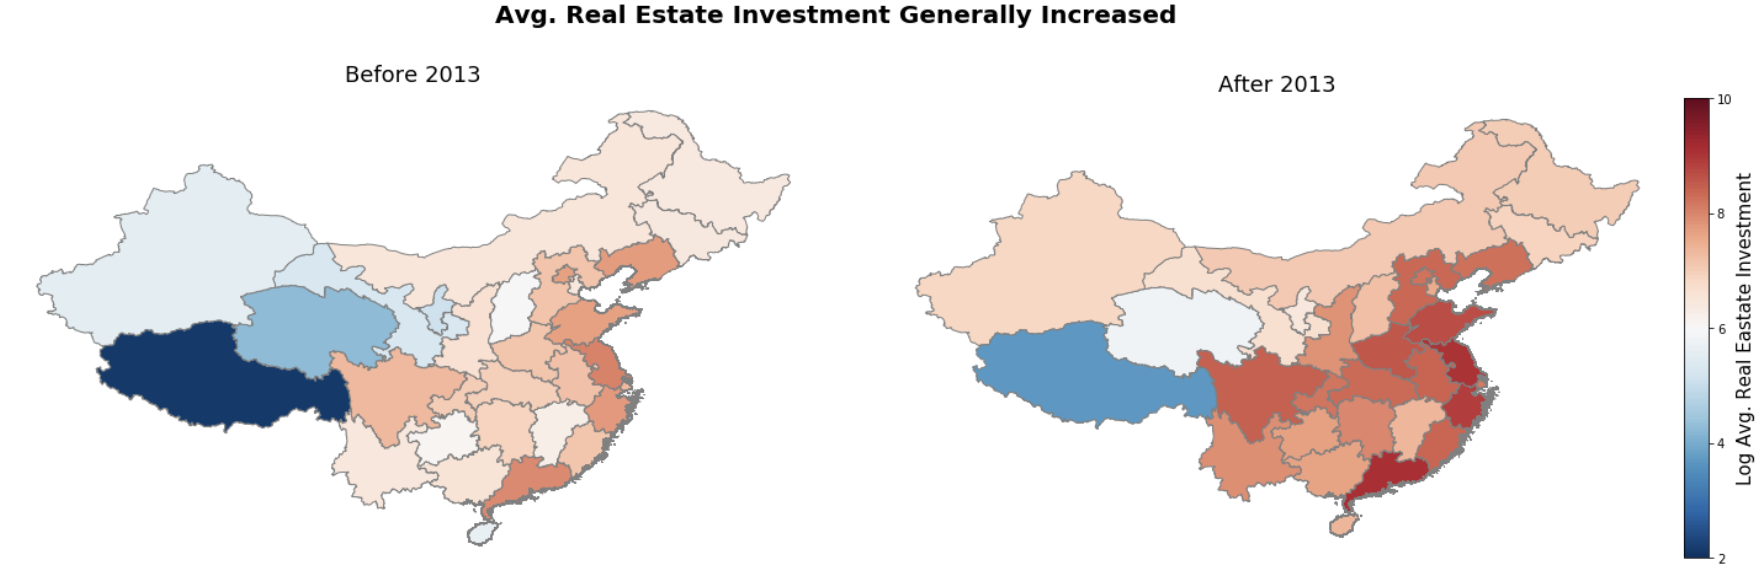 Avg. Real Estate Investment Generally Increased
Before 2013
After 2013
10
8
6
4
2
Log Avg. Real Eastate Investment